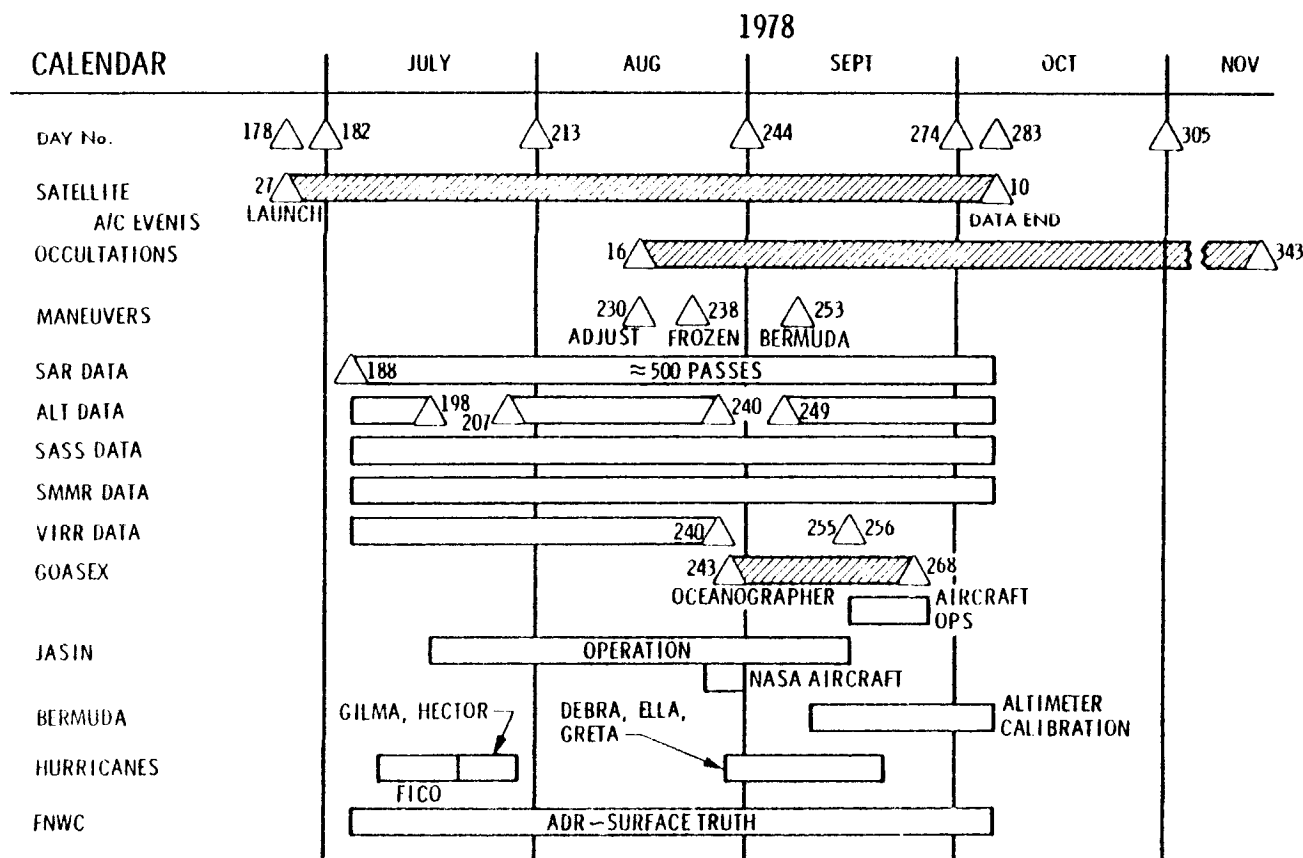 1978
CALENDAR JULY AUG SEPT OCT NOV
DAY No. 178 182 213 244 274 283 305
SATELLITE 27 10
A/C EVENTS LAUNCH DATA END
OCCULTATIONS 16 343
MANEUVERS 230 238 253
ADJUST FROZEN BERMUDA
SAR DATA 188 ≈ 500 PASSES
ALT DATA 198 207 240 249
SASS DATA
SMMR DATA
VIRR DATA 240 255 256
GOASEX 243 268
OCEANOGRAPHER AIRCRAFT
OPS
JASIN OPERATION
NASA AIRCRAFT
BERMUDA GILMA, HECTOR DEBRA, ELLA,
GRETA ALTIMETER
CALIBRATION
HURRICANES
FICO
FNWC ADR – SURFACE TRUTH